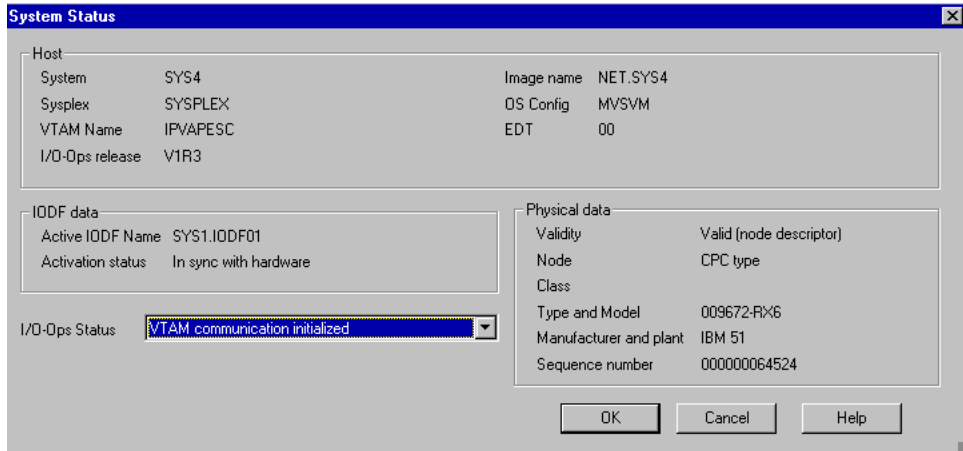 System Status
Host
System SYS4 Image name NET.SYS4
Sysplex SYSPLEX OS Config MVSVM
VTAM Name IPVAPESC EDT 00
I/O-Ops release V1R3
IODF data
Active IODF Name SYS1.IODF01
Activation status In sync with hardware
I/O-Ops Status VTAM communication initialized
Physical data
Validity Valid (node descriptor)
Node CPC type
Class
Type and Model 009672-RX6
Manufacturer and plant IBM 51
Sequence number 000000064524
OK Cancel Help